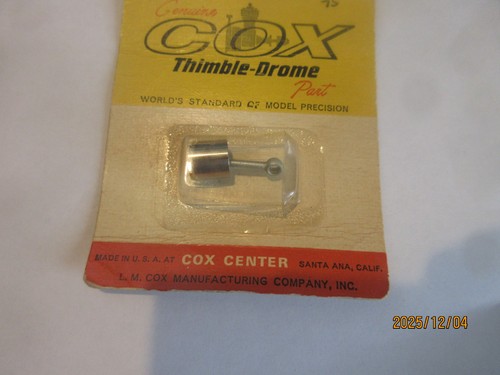 75
Genuine
COX
Thimble-Drome
Part
WORLD'S STANDARD OF MODEL PRECISION
MADE IN U.S.A. AT COX CENTER SANTA ANA, CALIF.
L. M. COX MANUFACTURING COMPANY, INC.
2025/12/04